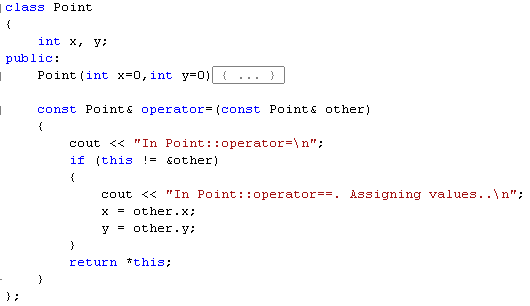 class Point
{
    int x, y;
public:
    Point(int x=0,int y=0){ ... }

    const Point& operator=(const Point& other)
    {
        cout << "In Point::operator=\n";
        if (this != &other)
        {
            cout << "In Point::operator==. Assigning values..\n";
            x = other.x;
            y = other.y;
        }
        return *this;
    }
};